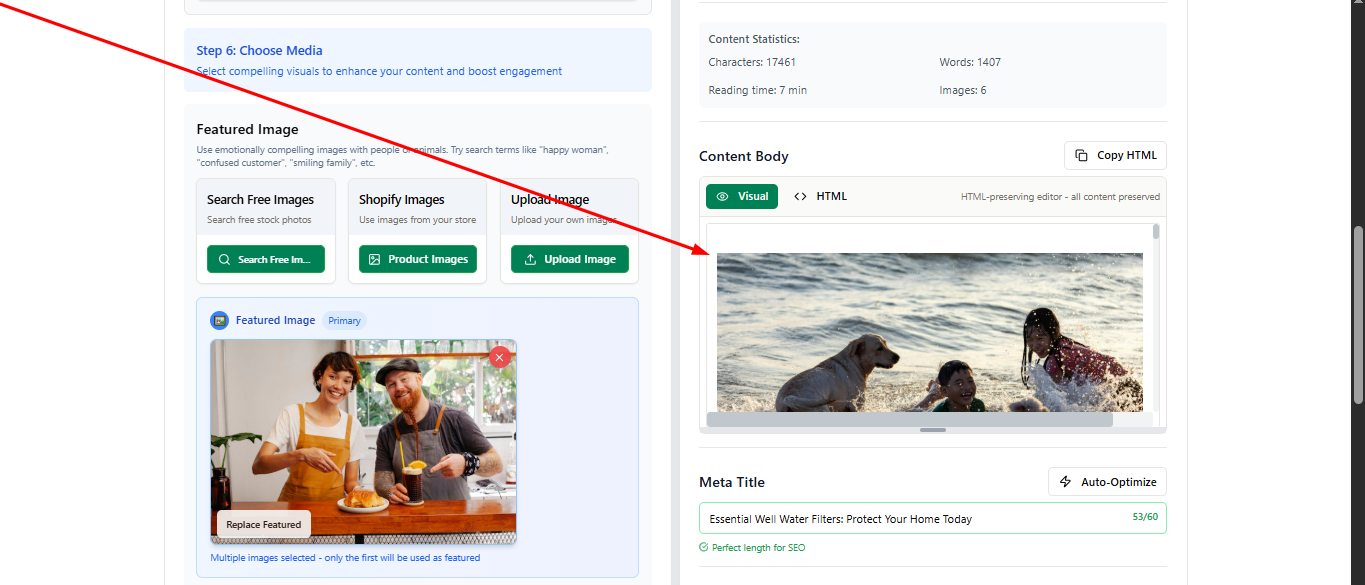 Step 6: Choose Media
Select compelling visuals to enhance your content and boost engagement
Featured Image
Use emotionally compelling images with people or animals. Try search terms like "happy woman",
"confused customer", "smiling family", etc.
Search Free Images
Search free stock photos
Search Free Im...
Shopify Images
Use images from your store
Product Images
Upload Image
Upload your own images
Upload Image
Featured Image
Primary
Replace Featured
Multiple images selected - only the first will be used as featured
Content Statistics:
Characters: 17461
Words: 1407
Reading time: 7 min
Images: 6
Content Body
Copy HTML
Visual
HTML
HTML-preserving editor - all content preserved
Meta Title
Auto-Optimize
Essential Well Water Filters: Protect Your Home Today
53/60
Perfect length for SEO